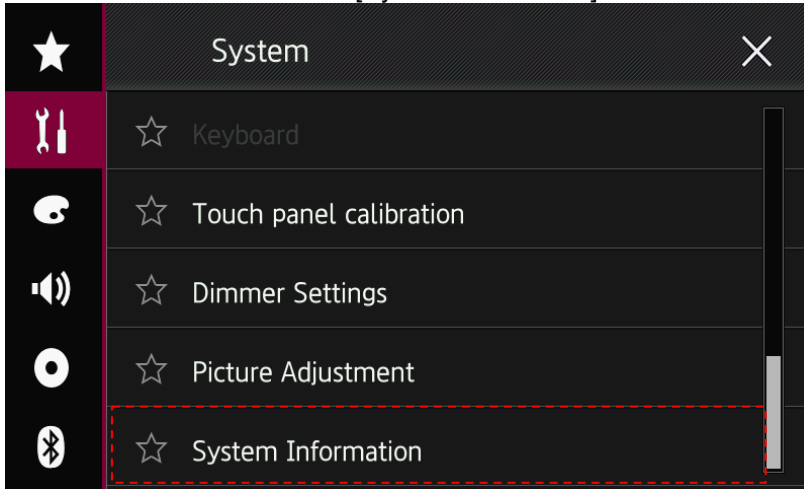 System
Keyboard
Touch panel calibration
Dimmer Settings
Picture Adjustment
System Information